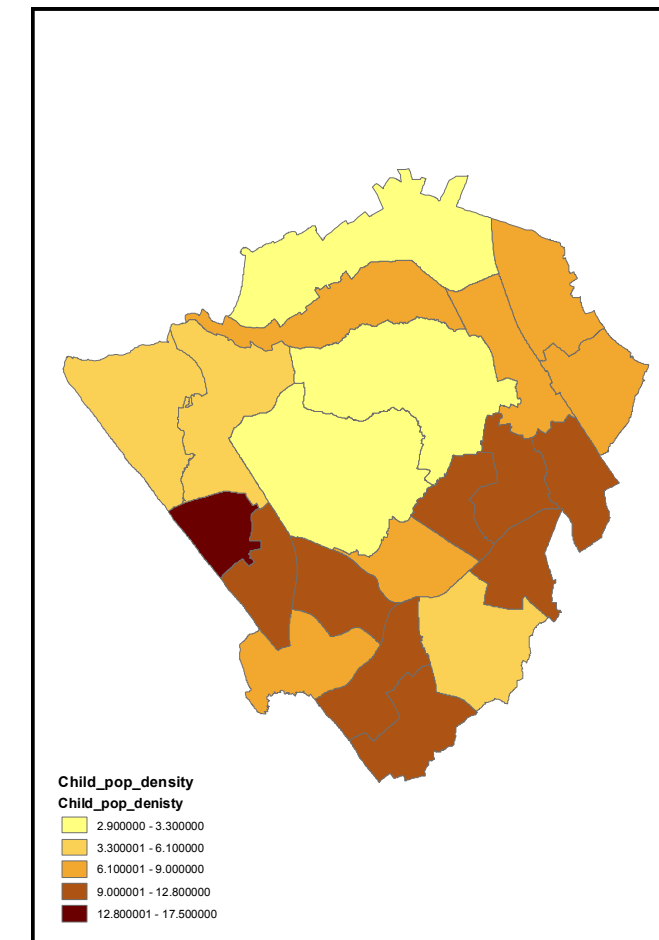 Child_pop_density
Child_pop_denisty
2.900000 - 3.300000
3.300001 - 6.100000
6.100001 - 9.000000
9.000001 - 12.800000
12.800001 - 17.500000